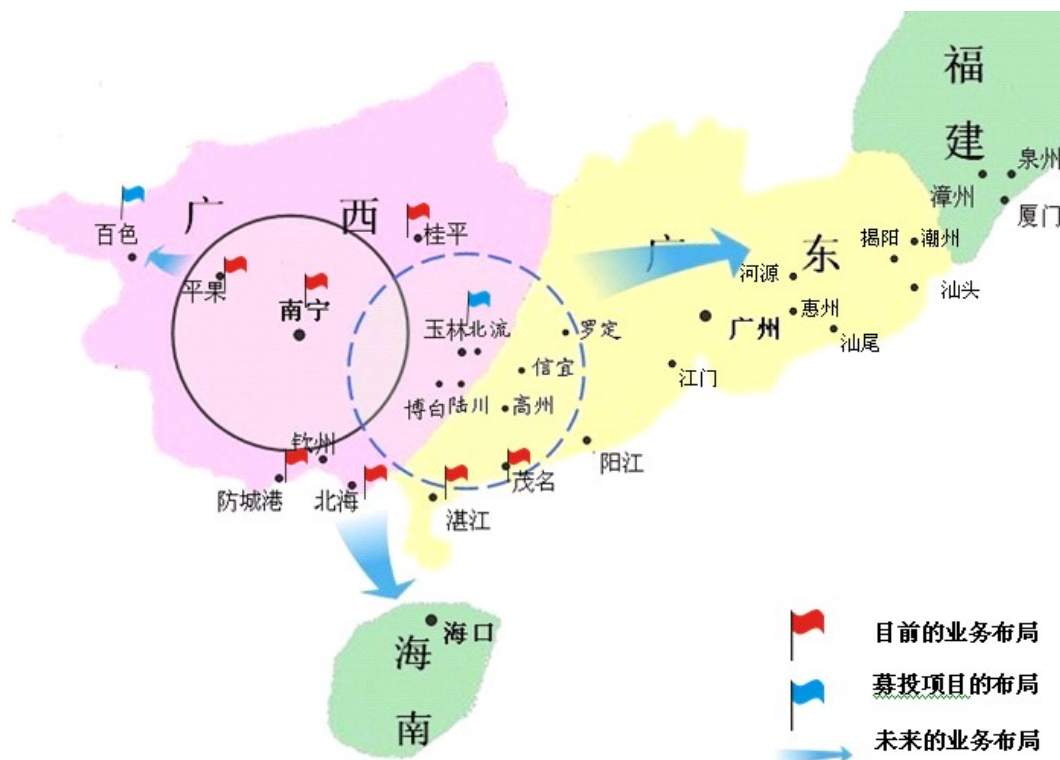 福
建
泉州
漳州
厦门
广 西
百色
桂平
平果
南宁
广 东
揭阳
潮州
河源
汕头
惠州
广州
汕尾
玉林
北流
罗定
信宜
江门
博白
陆川
高州
钦州
阳江
防城港
北海
茂名
湛江
海口
海
南
目前的业务布局
募投项目的布局
未来的业务布局